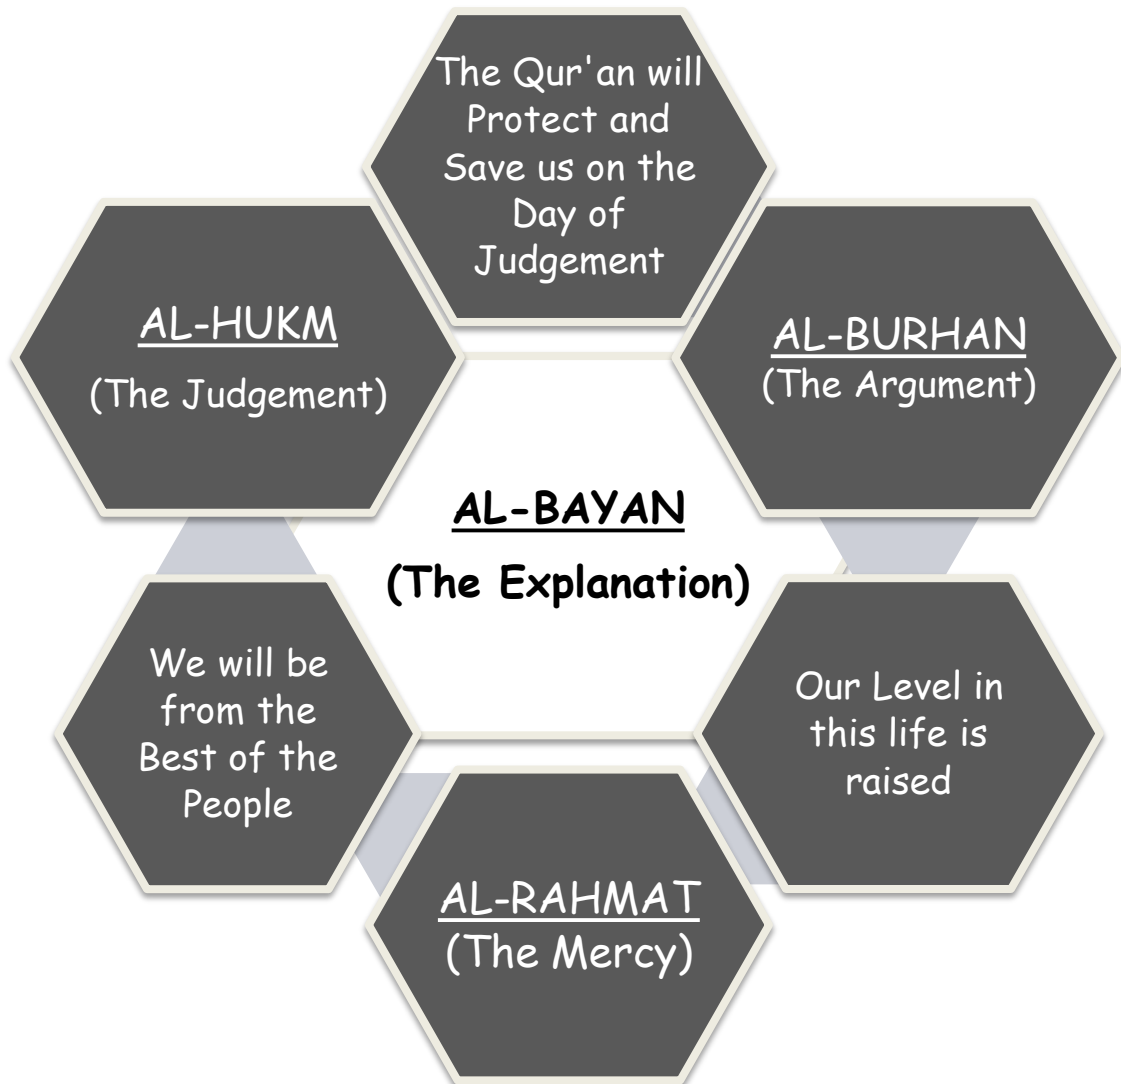 The Qur'an will
Protect and
Save us on the
Day of
Judgement
AL-HUKM
(The Judgement)
AL-BURHAN
(The Argument)
AL-BAYAN
(The Explanation)
We will be
from the
Best of the
People
Our Level in
this life is
raised
AL-RAHMAT
(The Mercy)